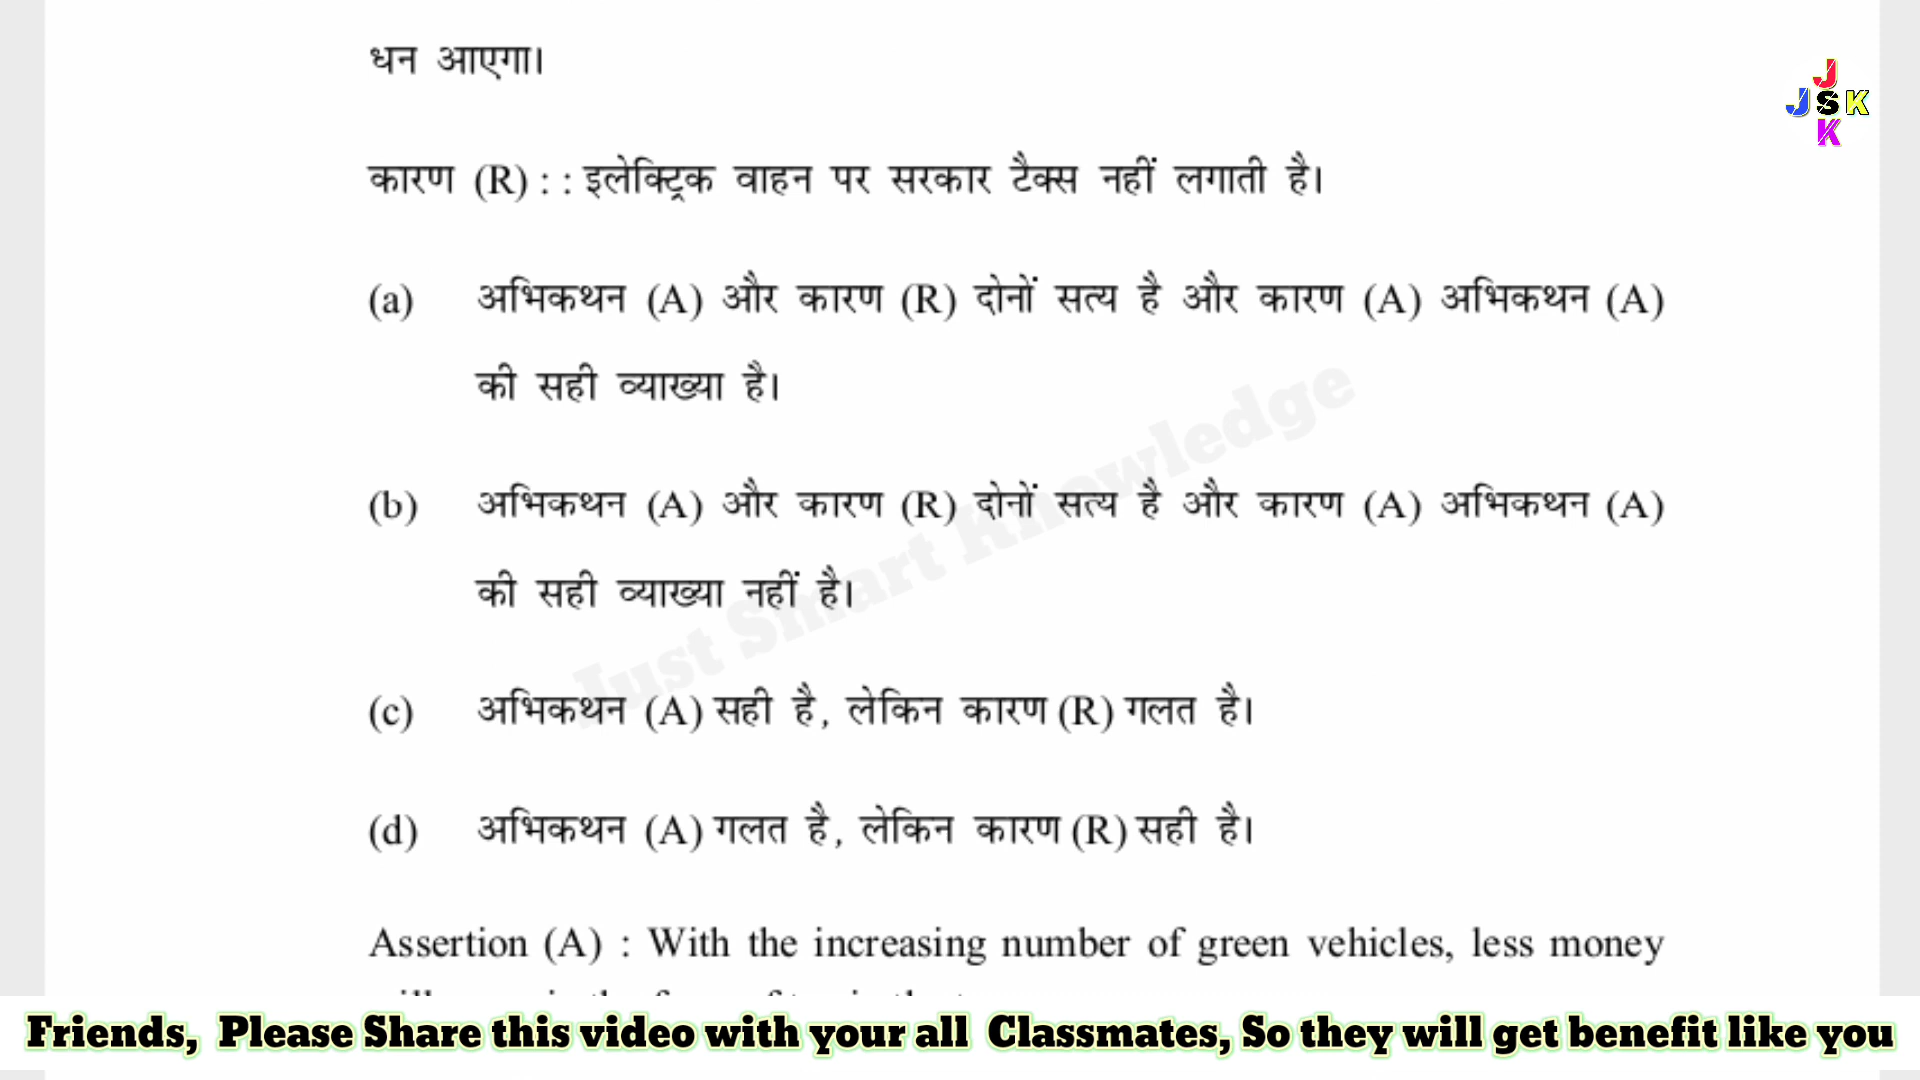 धन आएगा।
J
JSK
K
कारण (R) : : इलेक्ट्रिक वाहन पर सरकार टैक्स नहीं लगाती है।
(a) अभिकथन (A) और कारण (R) दोनों सत्य है और कारण (A) अभिकथन (A)
की सही व्याख्या है।
(b) अभिकथन (A) और कारण (R) दोनों सत्य है और कारण (A) अभिकथन (A)
की सही व्याख्या नहीं है।
Just Smart Knowledge
(c) अभिकथन (A) सही है, लेकिन कारण (R) गलत है।
(d) अभिकथन (A) गलत है, लेकिन कारण (R) सही है।
Assertion (A) : With the increasing number of green vehicles, less money
Friends, Please Share this video with your all Classmates, So they will get benefit like you